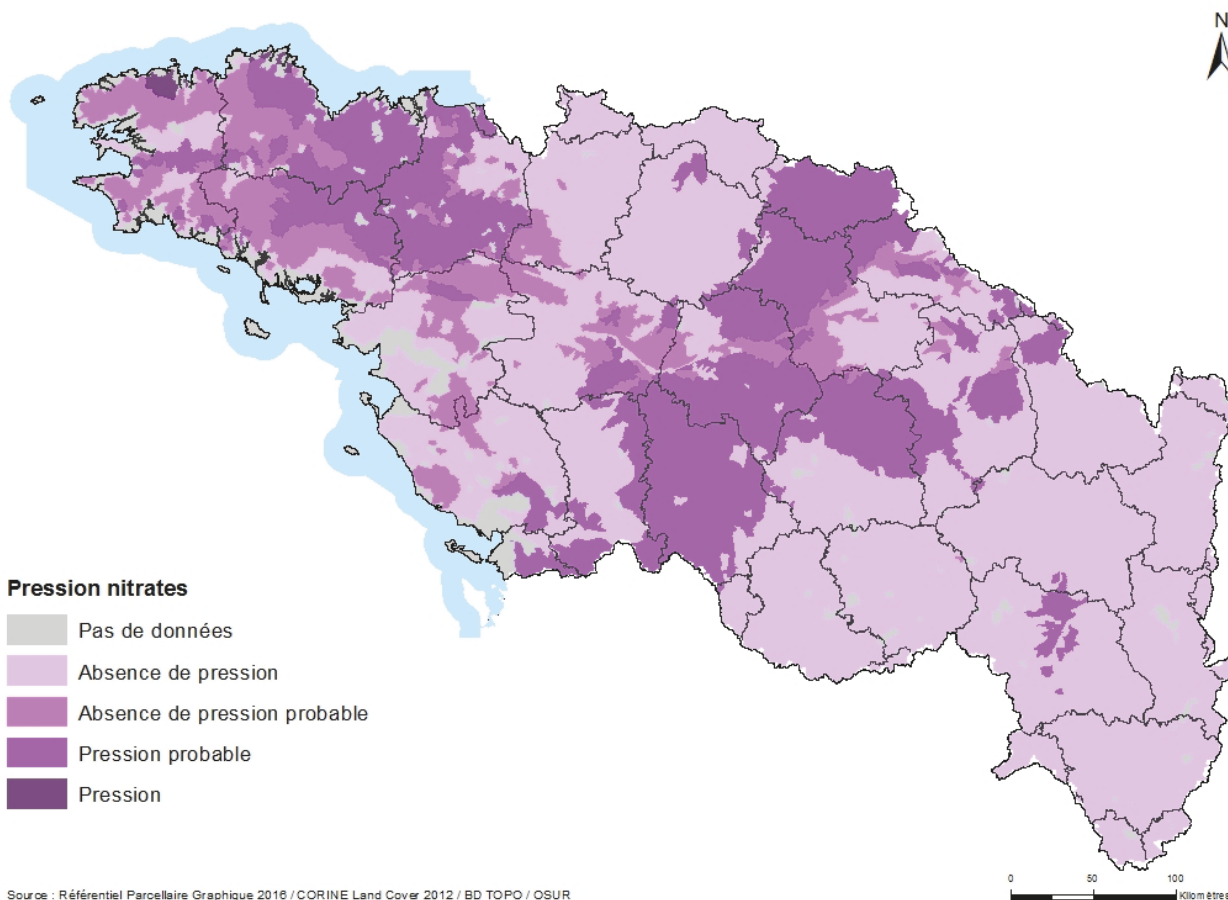 N
Pression nitrates
Pas de données
Absence de pression
Absence de pression probable
Pression probable
Pression
Source : Référentiel Parcellaire Graphique 2016 / CORINE Land Cover 2012 / BD TOPO / OSUR
0 50 100
Kilomètres